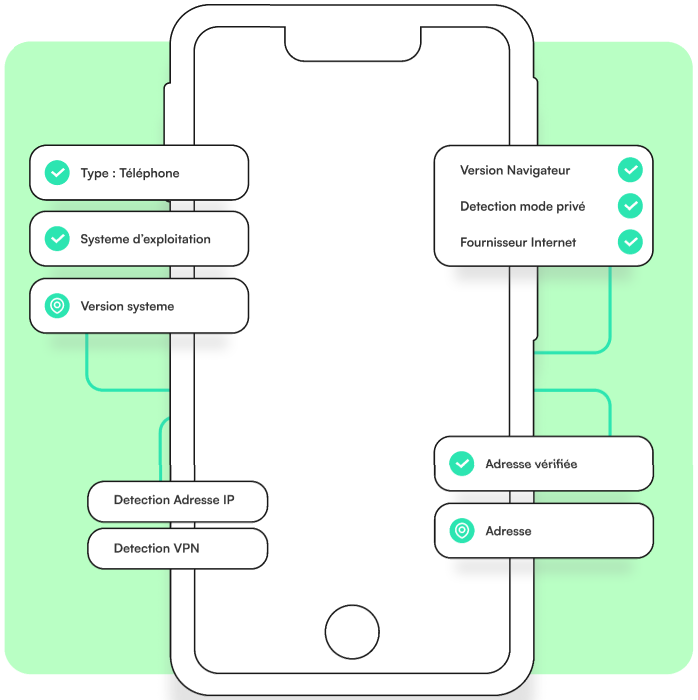 Type : Téléphone
Systeme d'exploitation
Version systeme
Version Navigateur
Detection mode privé
Fournisseur Internet
Detection Adresse IP
Detection VPN
Adresse vérifiée
Adresse